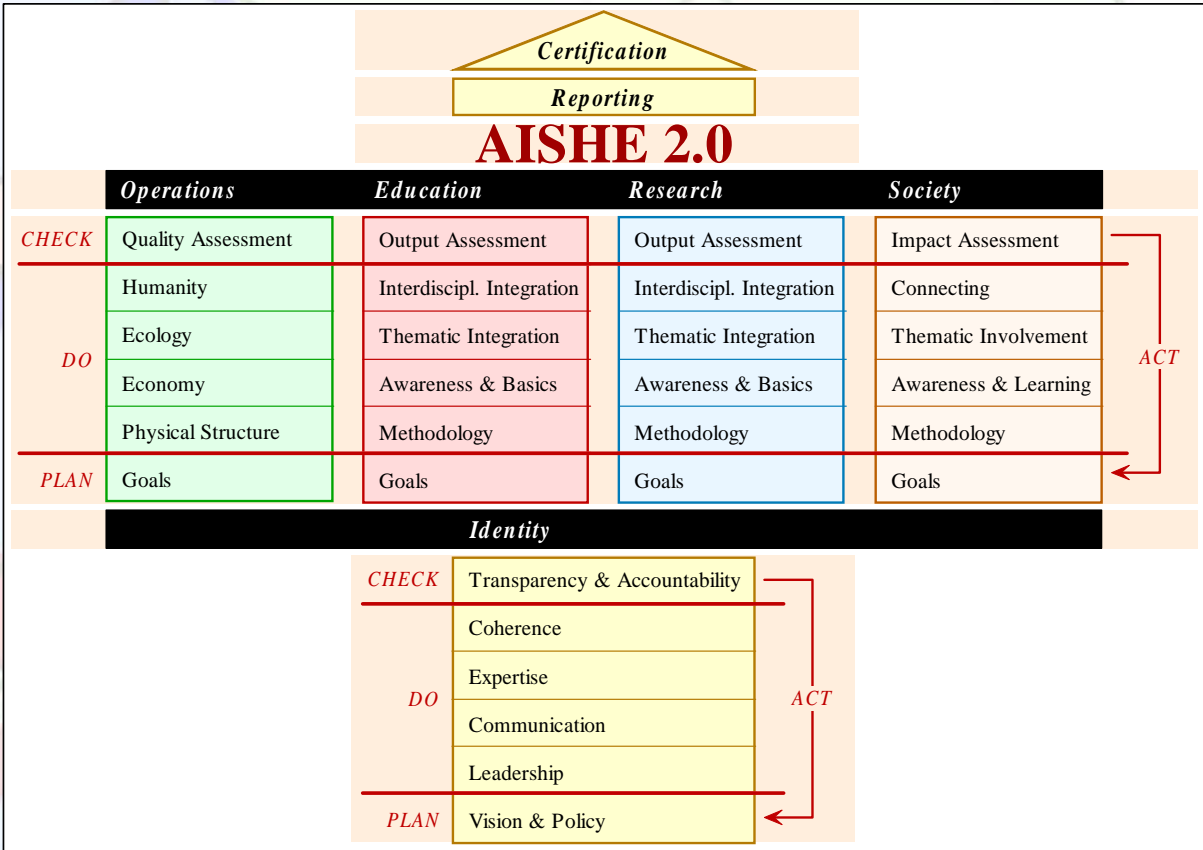 Certification
Reporting
AISHE 2.0
Operations Education Research Society
CHECK Quality Assessment Output Assessment Output Assessment Impact Assessment
Humanity Interdiscipl. Integration Interdiscipl. Integration Connecting
Ecology Thematic Integration Thematic Integration Thematic Involvement
DO ACT
Economy Awareness & Basics Awareness & Basics Awareness & Learning
Physical Structure Methodology Methodology Methodology
PLAN Goals Goals Goals Goals
Identity
CHECK Transparency & Accountability
Coherence
Expertise
DO ACT
Communication
Leadership
PLAN Vision & Policy